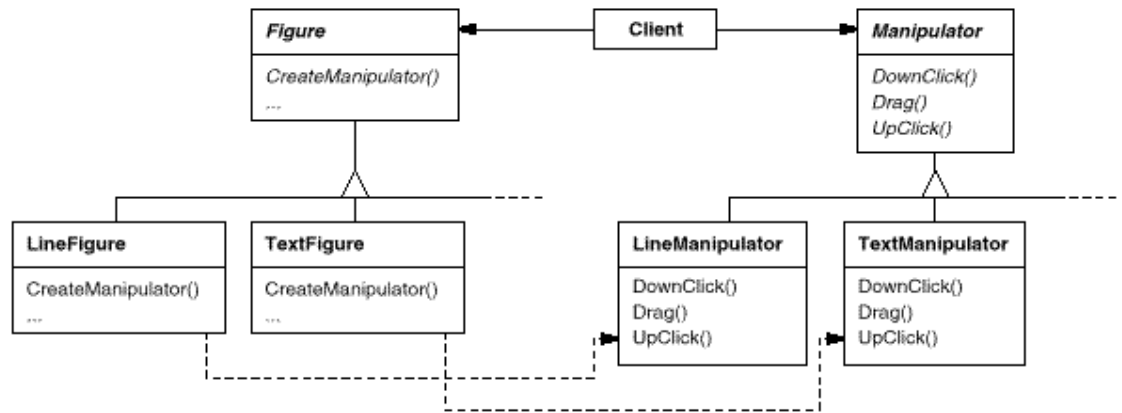 Figure
CreateManipulator()
...
Client
Manipulator
DownClick()
Drag()
UpClick()
LineFigure
CreateManipulator()
...
TextFigure
CreateManipulator()
...
LineManipulator
DownClick()
Drag()
UpClick()
TextManipulator
DownClick()
Drag()
UpClick()